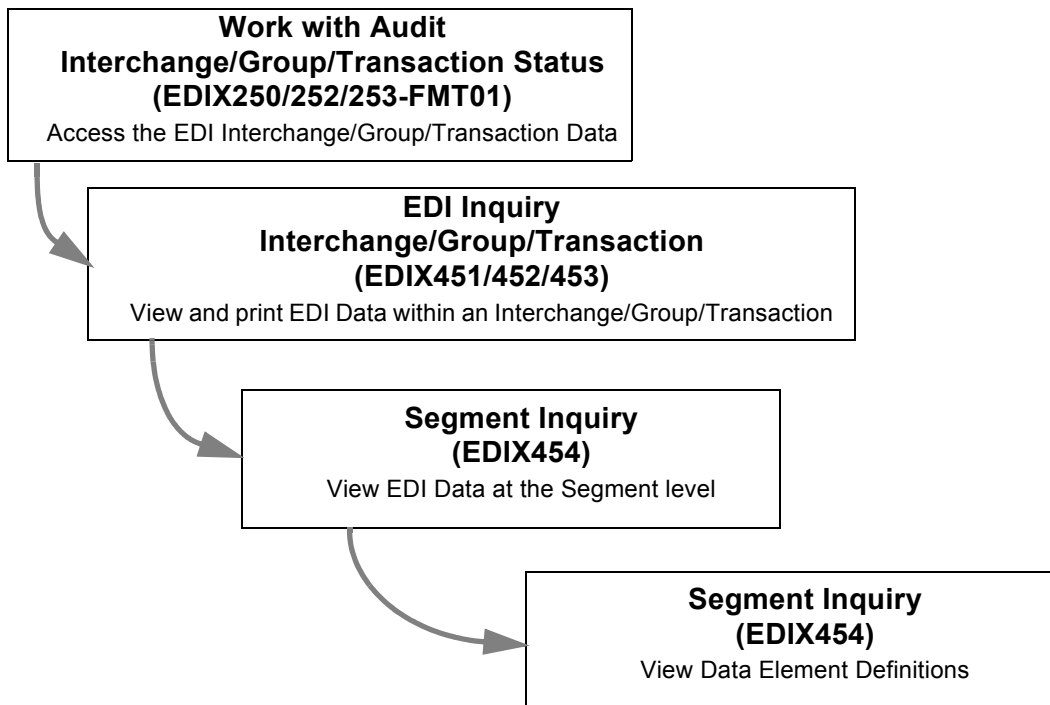 Work with Audit
Interchange/Group/Transaction Status
(EDIX250/252/253-FMT01)
Access the EDI Interchange/Group/Transaction Data
EDI Inquiry
Interchange/Group/Transaction
(EDIX451/452/453)
View and print EDI Data within an Interchange/Group/Transaction
Segment Inquiry
(EDIX454)
View EDI Data at the Segment level
Segment Inquiry
(EDIX454)
View Data Element Definitions